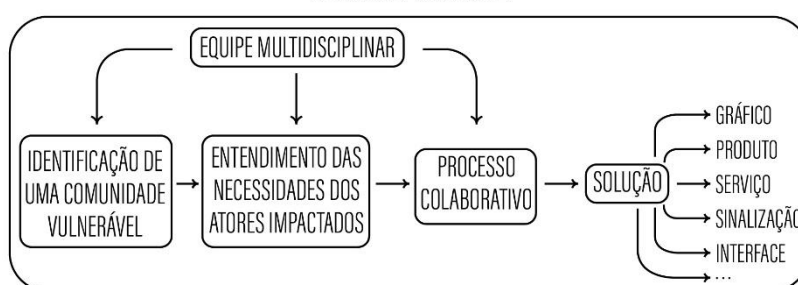 EQUIPE MULTIDISCIPLINAR
IDENTIFICAÇÃO DE
UMA COMUNIDADE
VULNERÁVEL
ENTENDIMENTO DAS
NECESSIDADES DOS
ATORES IMPACTADOS
PROCESSO
COLABORATIVO
SOLUÇÃO
GRÁFICO
PRODUTO
SERVIÇO
SINALIZAÇÃO
INTERFACE
...